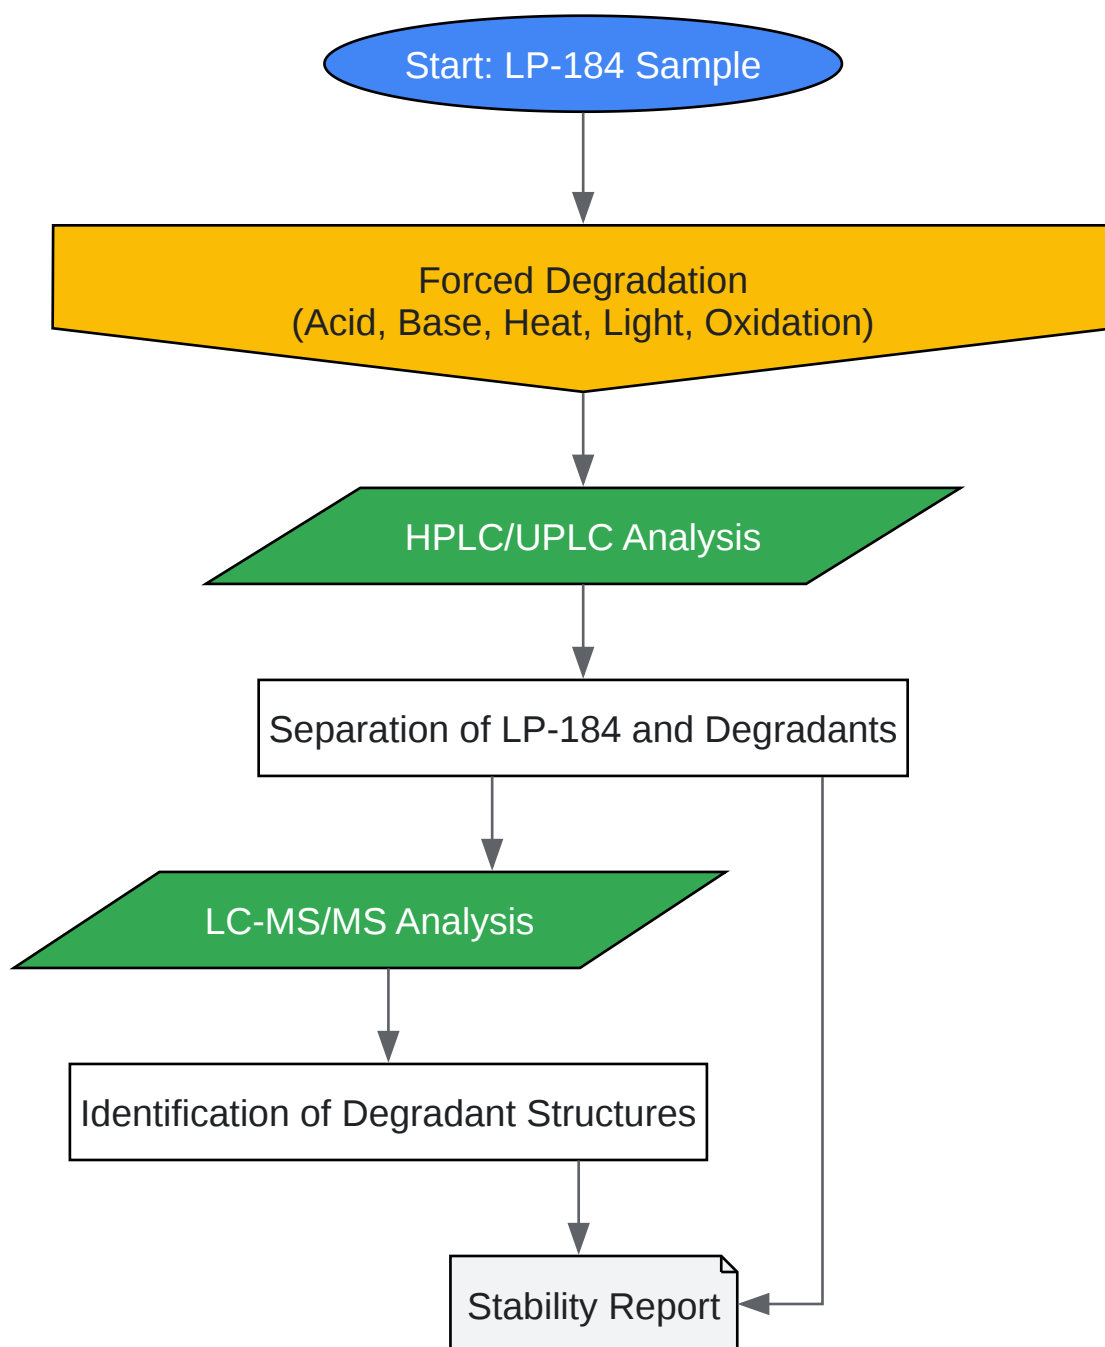 Start: LP-184 Sample
Forced Degradation
(Acid, Base, Heat, Light, Oxidation)
HPLC/UPLC Analysis
Separation of LP-184 and Degradants
LC-MS/MS Analysis
Identification of Degradant Structures
Stability Report